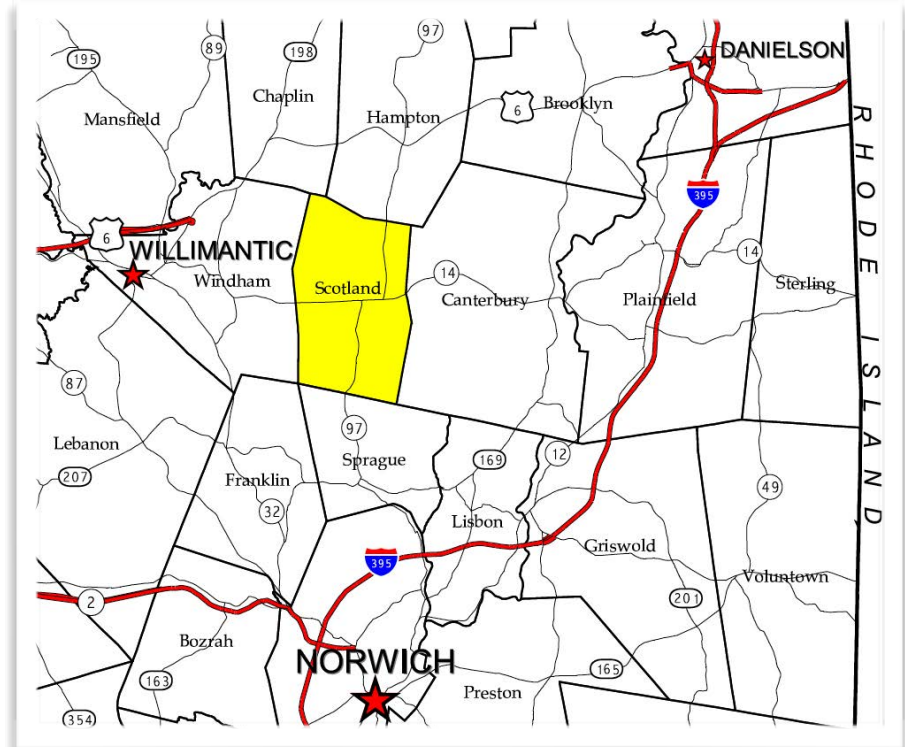 97
89
198
195
DANIELSON
Chaplin
Brooklyn
6
Mansfield
Hampton
RHODE ISLAND
395
6
WILLIMANTIC
14
14
Windham
Scotland
Canterbury
Plainfield
Sterling
87
97
Lebanon
Sprague
169
12
207
Franklin
49
32
Lisbon
Griswold
395
Voluntown
2
201
Bozrah
NORWICH
165
163
Preston
354